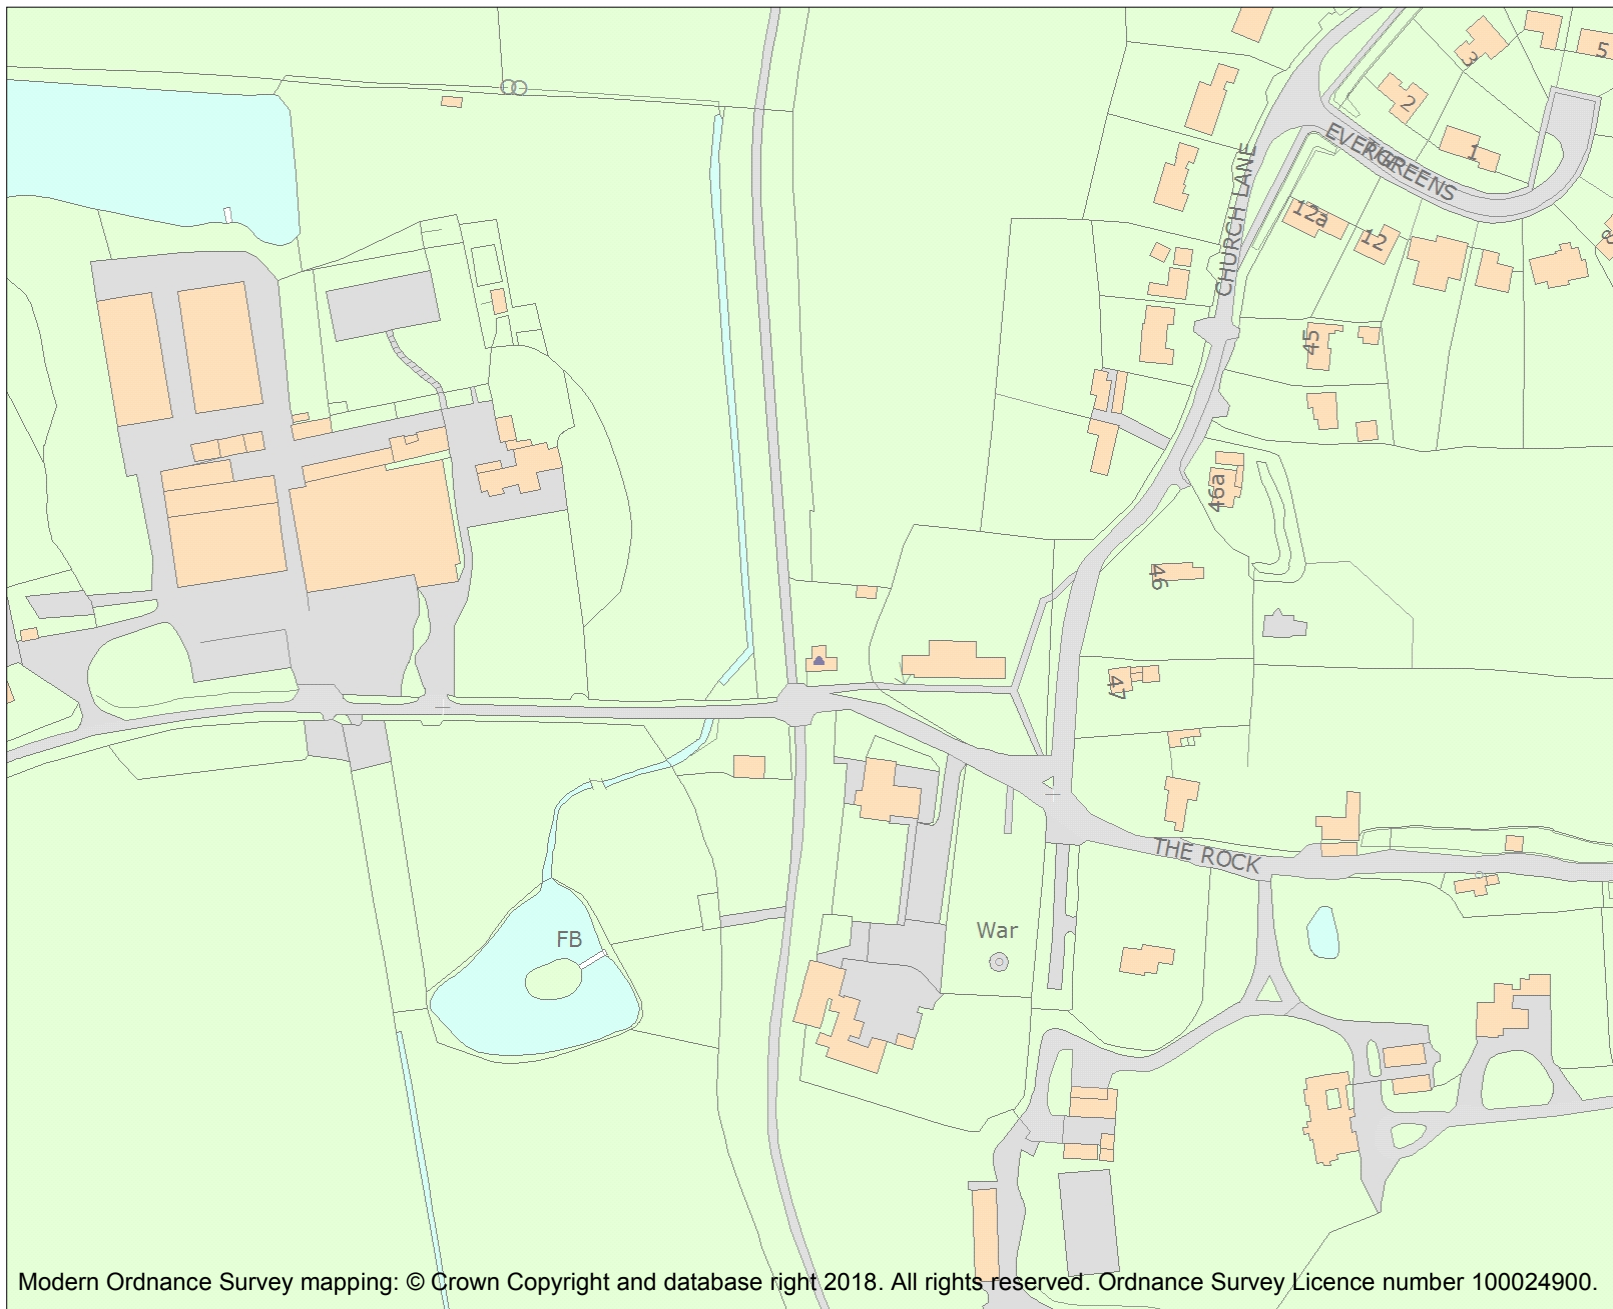 3
5
2
EVERGREENS
1
CHURCH LANE
12a
12
8
45
46a
46
47
THE ROCK
War
FB
Modern Ordnance Survey mapping: © Crown Copyright and database right 2018. All rights reserved. Ordnance Survey Licence number 100024900.